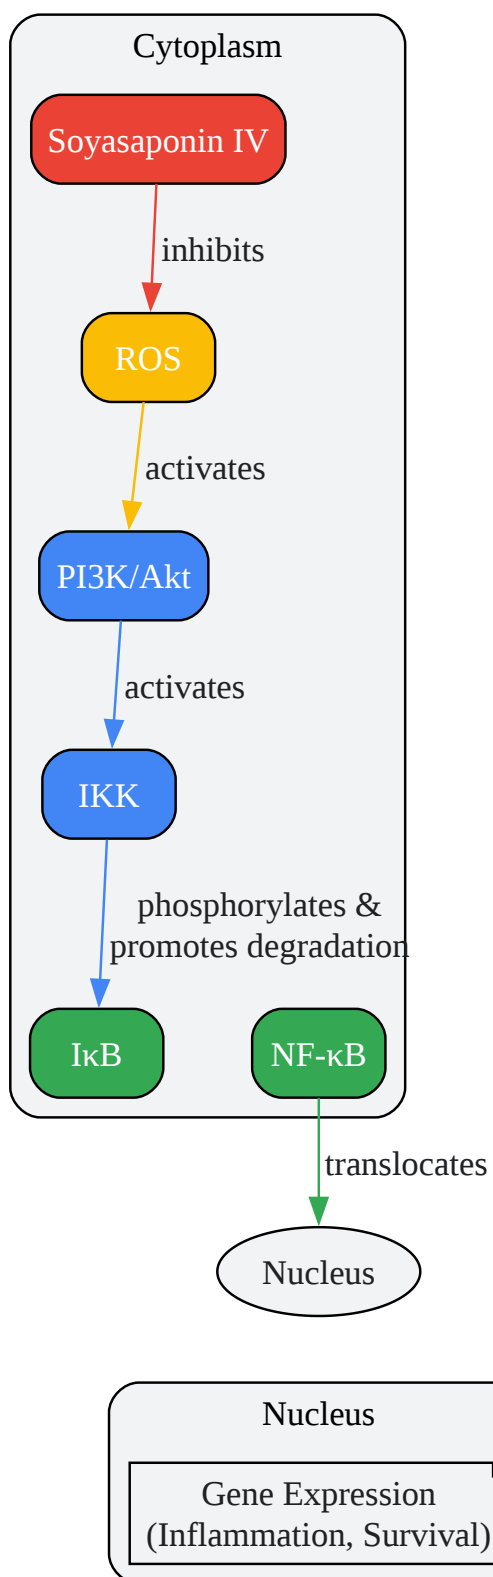 Cytoplasm
Soyasaponin IV
inhibits
ROS
activates
PI3K/Akt
activates
IKK
phosphorylates &
promotes degradation
IκB
NF-κB
translocates
Nucleus
Nucleus
Gene Expression
(Inflammation, Survival)